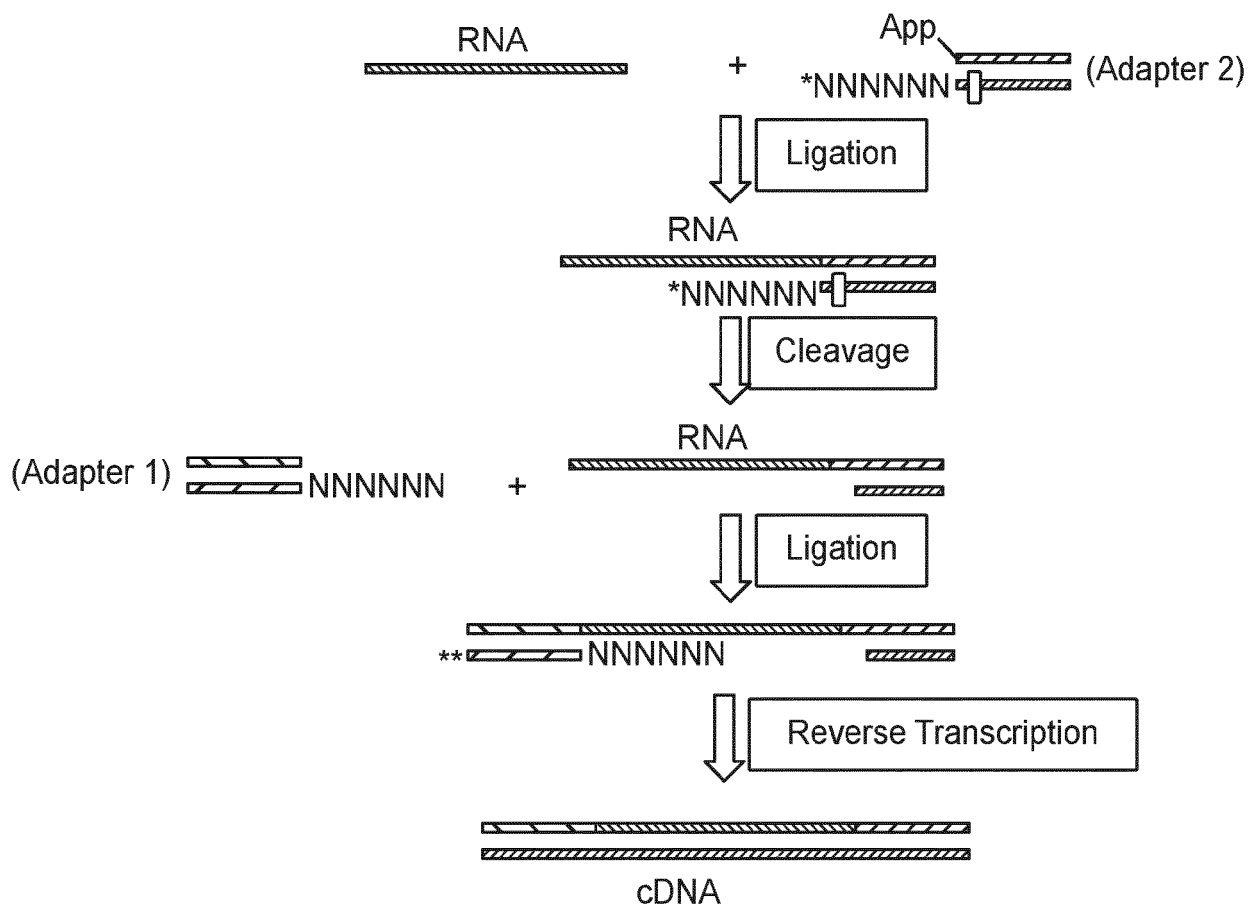 RNA
+
App
*NNNNNN
(Adapter 2)
Ligation
RNA
*NNNNNN
Cleavage
RNA
(Adapter 1)
NNNNNN
+
Ligation
**
NNNNNN
Reverse Transcription
cDNA